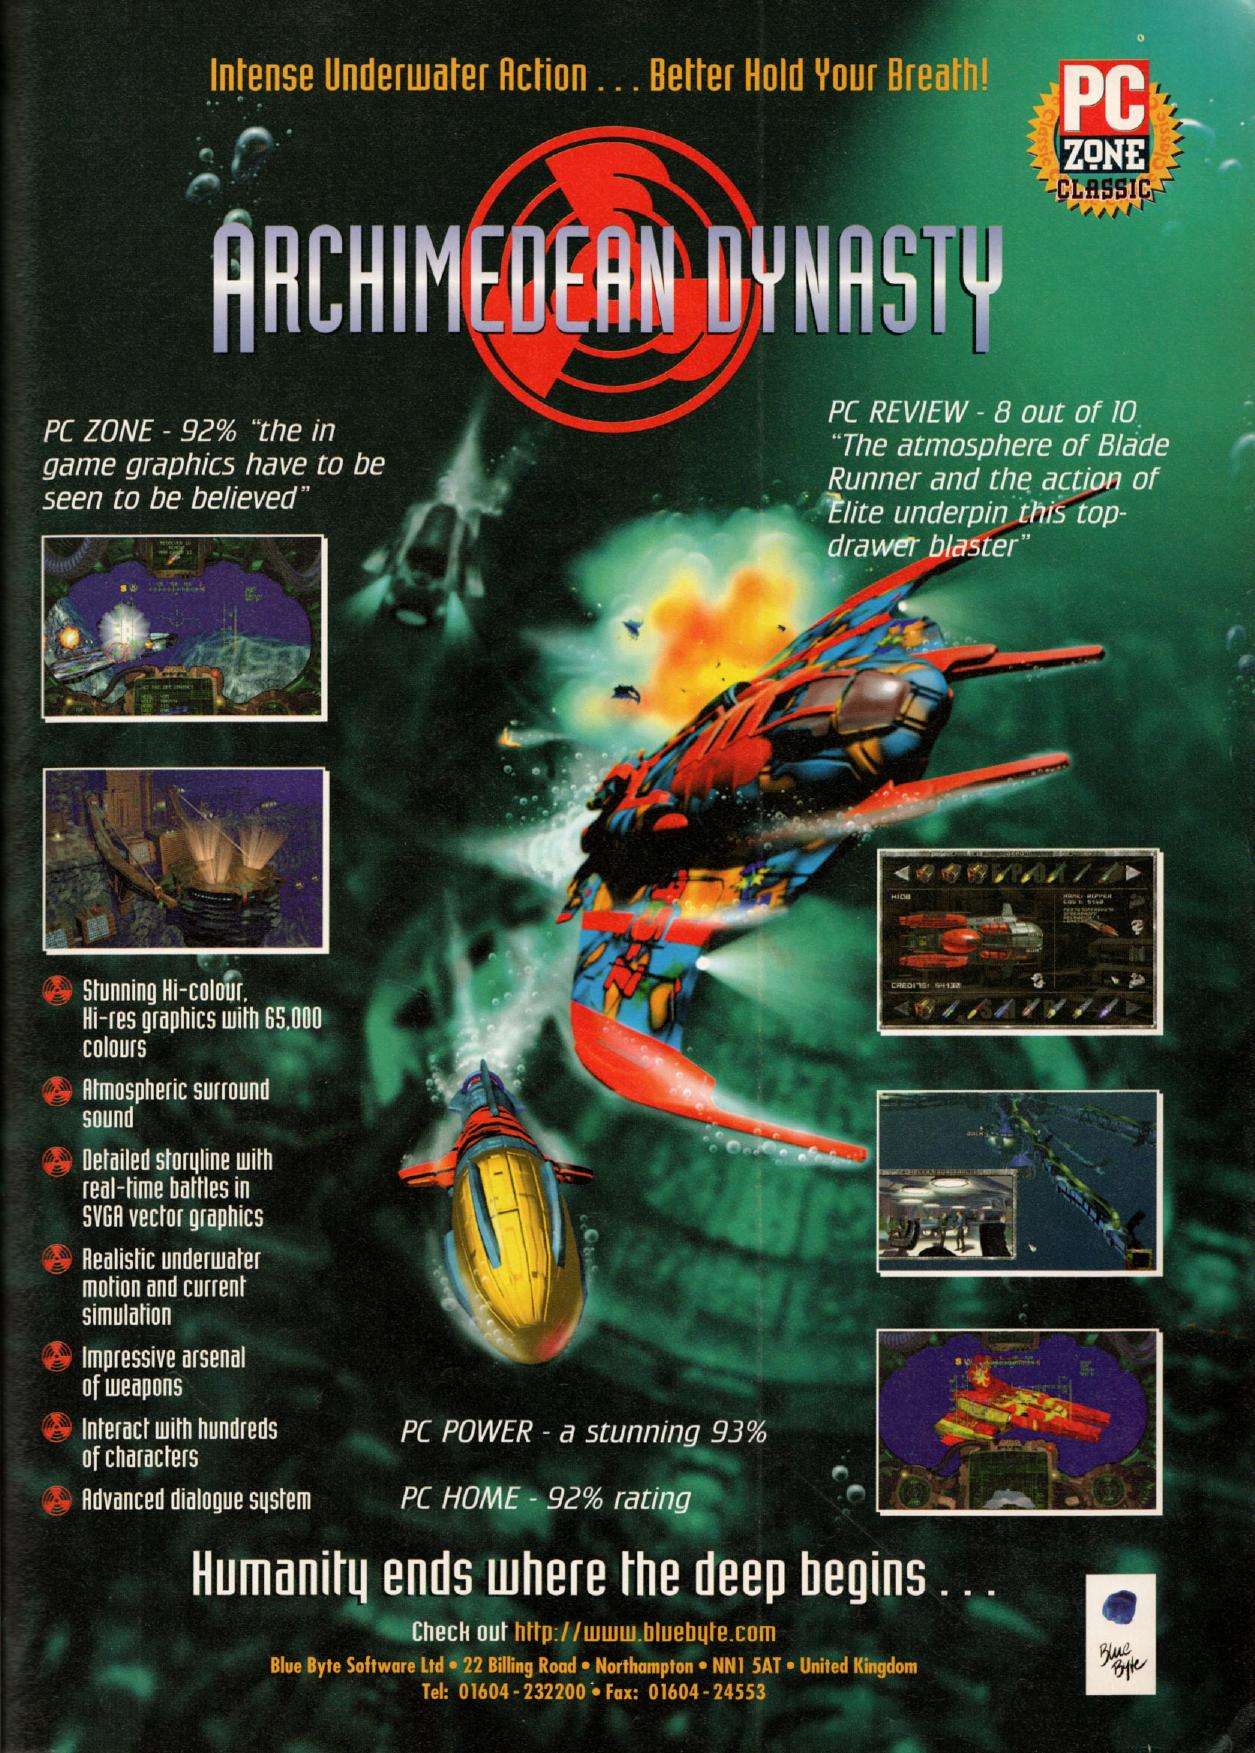 Intense Underwater Action . . . Better Hold Your Breath!
PC
ZONE
CLASSIC
ARCHIMEDEAN DYNASTY
PC ZONE - 92% “the in
game graphics have to be
seen to be believed”
PC REVIEW - 8 out of 10
“The atmosphere of Blade
Runner and the action of
Elite underpin this top-
drawer blaster”
HIOB
NAME: RIPPER
CREDITS: 54132
Stunning Hi-colour,
Hi-res graphics with 65,000
colours
Atmospheric surround
sound
Detailed storyline with
real-time battles in
SVGA vector graphics
Realistic underwater
motion and current
simulation
Impressive arsenal
of weapons
Interact with hundreds
of characters
Advanced dialogue system
PC POWER - a stunning 93%
PC HOME - 92% rating
Humanity ends where the deep begins . . .
Check out http://www.bluebyte.com
Blue Byte Software Ltd • 22 Billing Road • Northampton • NN1 5AT • United Kingdom
Tel: 01604 - 232200 • Fax: 01604 - 24553
Blue
Byte